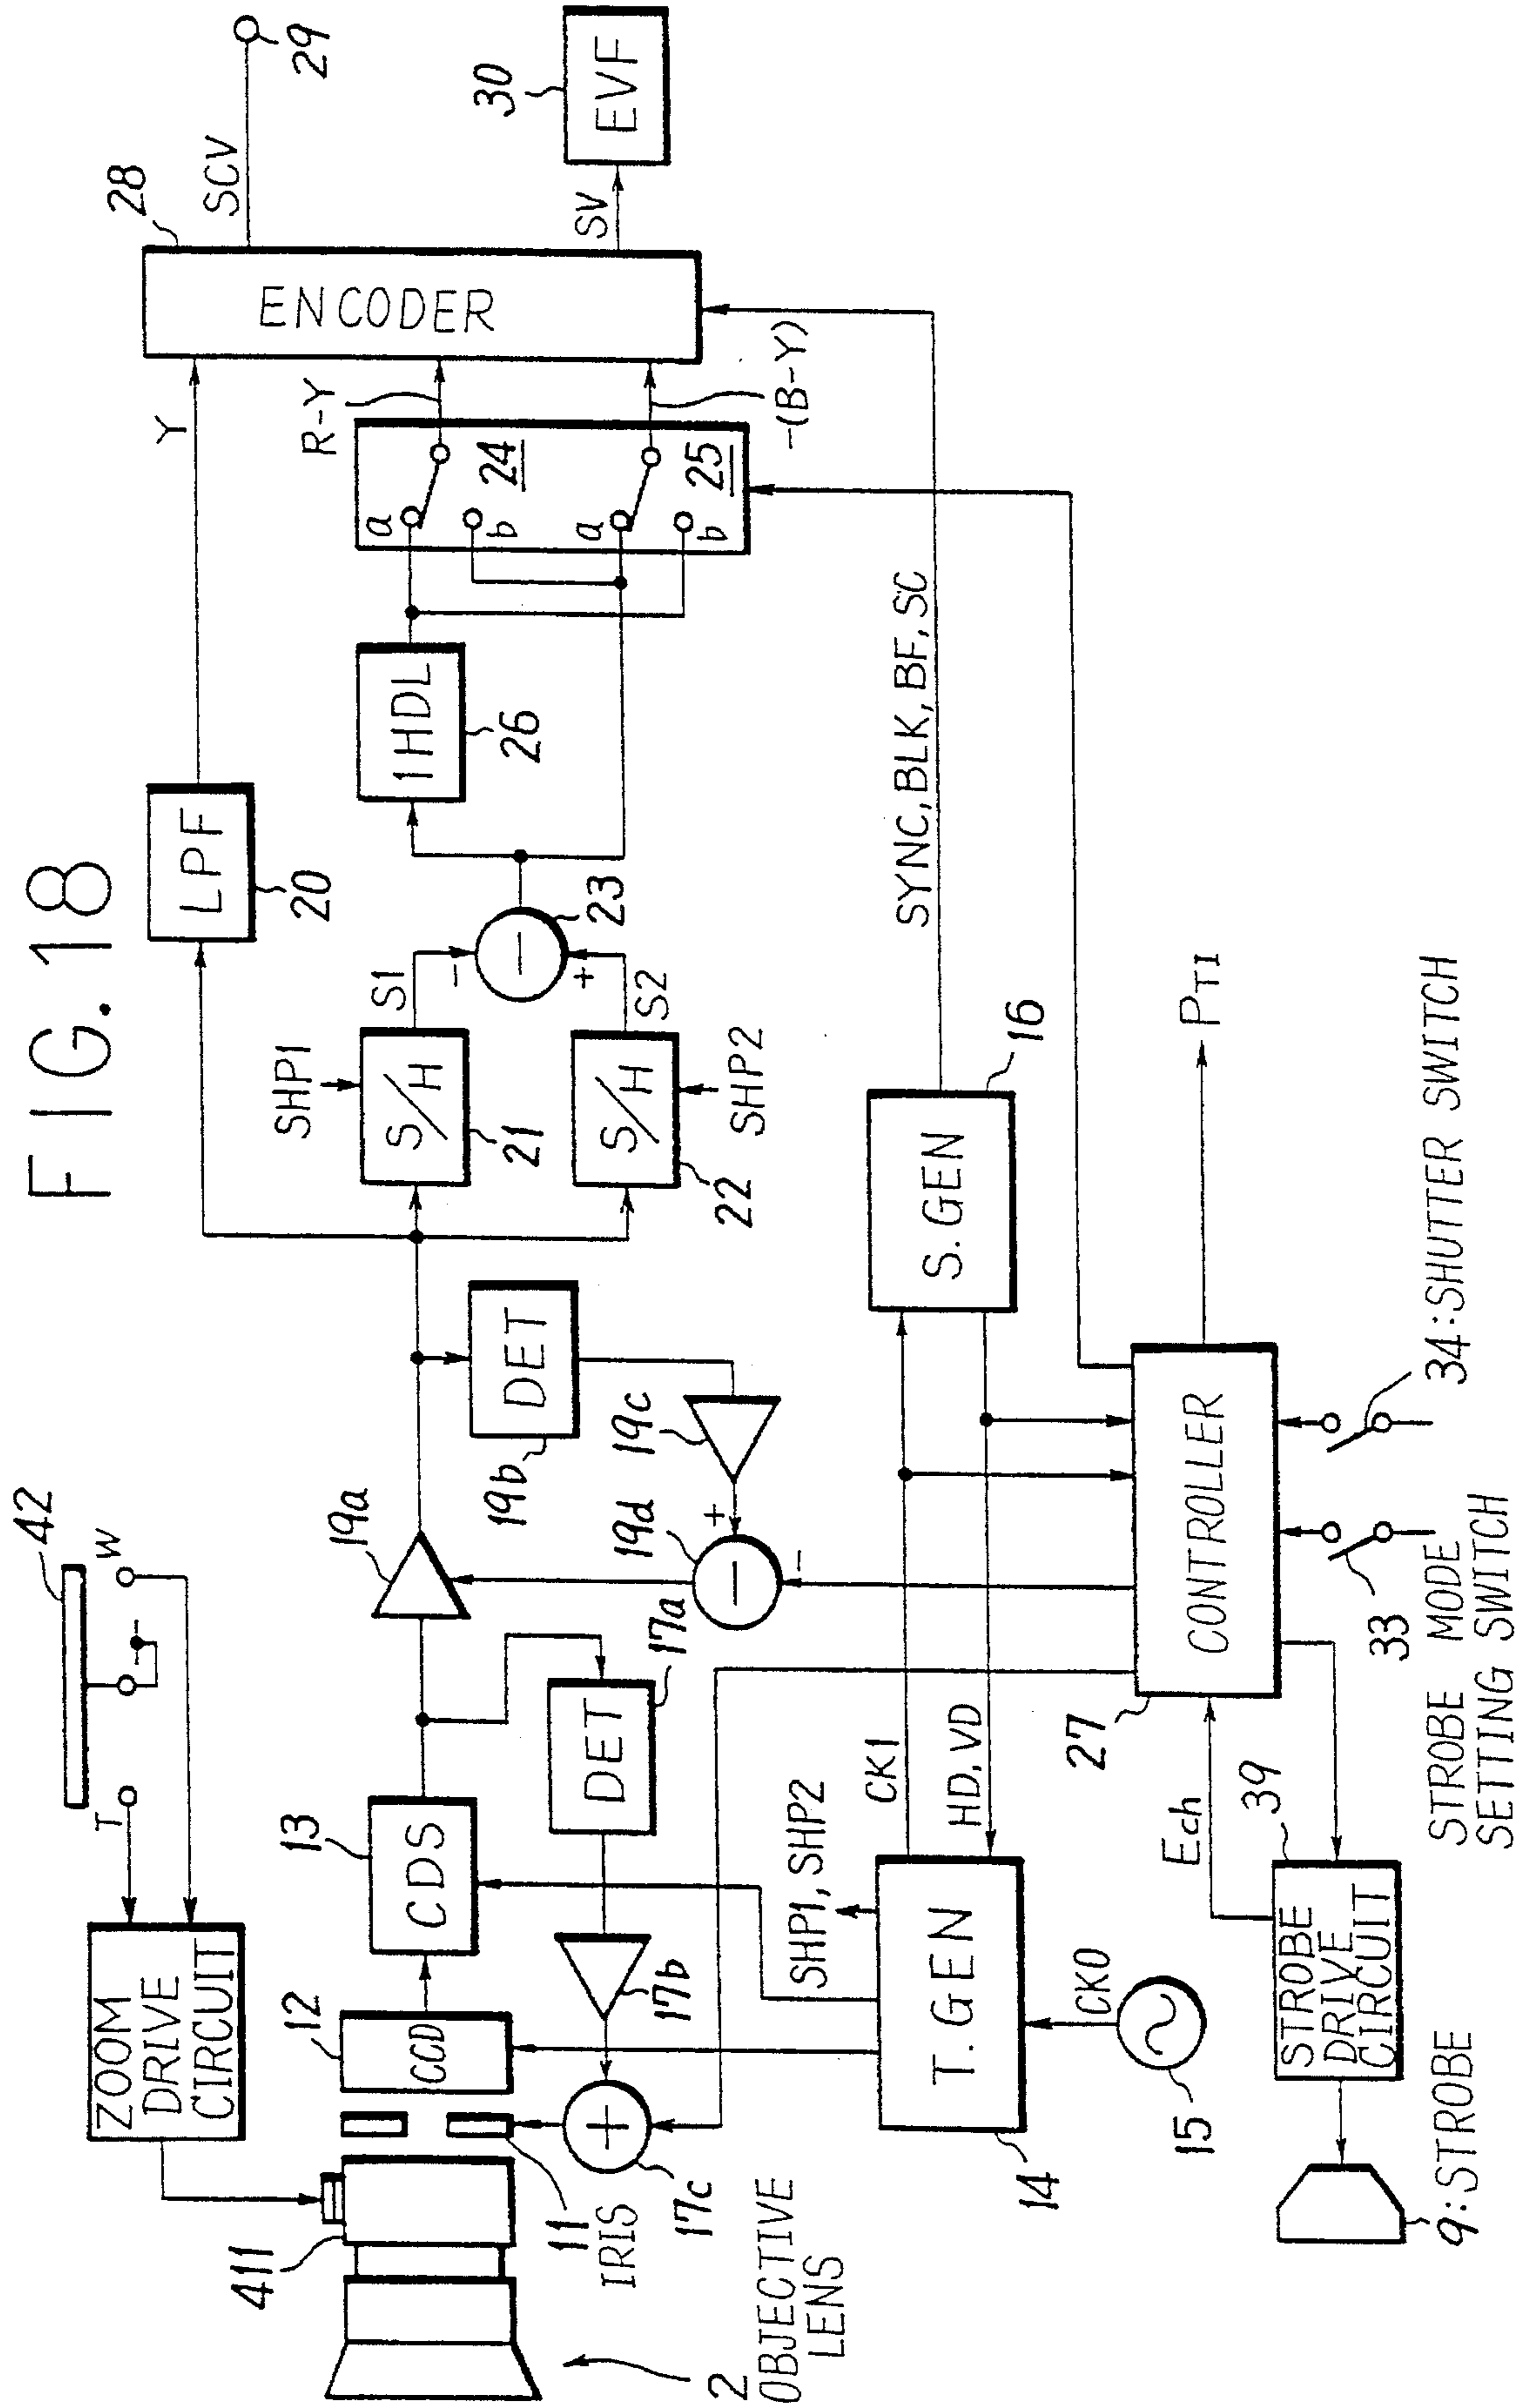 FIG. 18
42
T
W
ZOOM
DRIVE
CIRCUIT
411
2
OBJECTIVE
LENS
11
IRIS
12
CCD
13
CDS
17a
DET
17b
17c
+
19a
19b
DET
19c
19d
+
-
−
LPF
20
Y
SHP1
S/H
21
S1
-
S/H
22
SHP2
S2
+
−
23
1HDL
26
a
b
24
a
b
25
R-Y
-(B-Y)
ENCODER
28
SCV
29
SV
30
EVF
T. GEN
14
CK0
15
SHP1, SHP2
CK1
HD, VD
S. GEN
16
SYNC, BLK, BF, SC
CONTROLLER
27
PTI
Ech
39
STROBE
DRIVE
CIRCUIT
9:STROBE
33
STROBE MODE
SETTING SWITCH
34:SHUTTER SWITCH